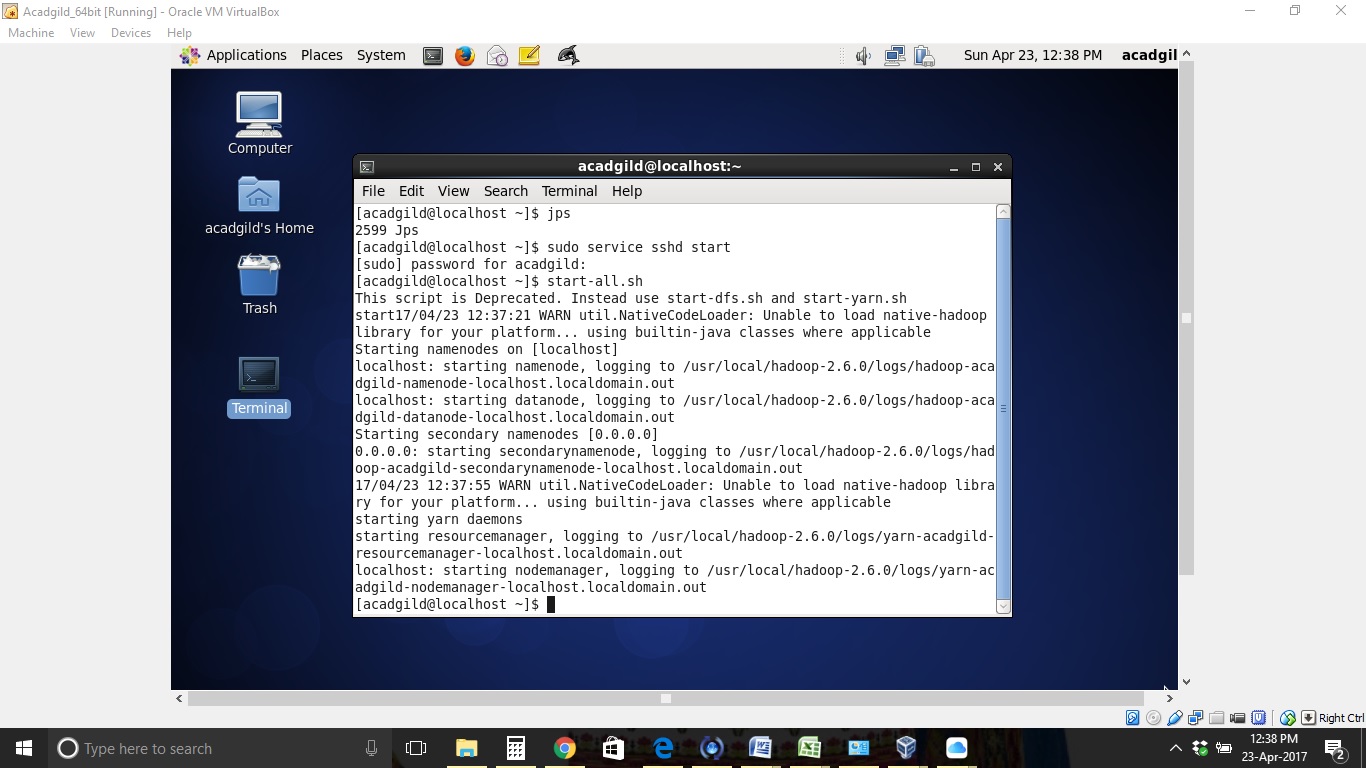 Acadgild_64bit [Running] - Oracle VM VirtualBox
Machine View Devices Help
Applications Places System Sun Apr 23, 12:38 PM acadgil
Computer
acadgild's Home
Trash
Terminal
acadgild@localhost:~
File Edit View Search Terminal Help
[acadgild@localhost ~]$ jps
2599 Jps
[acadgild@localhost ~]$ sudo service sshd start
[sudo] password for acadgild:
[acadgild@localhost ~]$ start-all.sh
This script is Deprecated. Instead use start-dfs.sh and start-yarn.sh
start17/04/23 12:37:21 WARN util.NativeCodeLoader: Unable to load native-hadoop
library for your platform... using builtin-java classes where applicable
Starting namenodes on [localhost]
localhost: starting namenode, logging to /usr/local/hadoop-2.6.0/logs/hadoop-aca
dgild-namenode-localhost.localdomain.out
localhost: starting datanode, logging to /usr/local/hadoop-2.6.0/logs/hadoop-aca
dgild-datanode-localhost.localdomain.out
Starting secondary namenodes [0.0.0.0]
0.0.0.0: starting secondarynamenode, logging to /usr/local/hadoop-2.6.0/logs/had
oop-acadgild-secondarynamenode-localhost.localdomain.out
17/04/23 12:37:55 WARN util.NativeCodeLoader: Unable to load native-hadoop libra
ry for your platform... using builtin-java classes where applicable
starting yarn daemons
starting resourcemanager, logging to /usr/local/hadoop-2.6.0/logs/yarn-acadgild-
resourcemanager-localhost.localdomain.out
localhost: starting nodemanager, logging to /usr/local/hadoop-2.6.0/logs/yarn-ac
adgild-nodemanager-localhost.localdomain.out
[acadgild@localhost ~]$
Right Ctrl
Type here to search
12:38 PM
23-Apr-2017
2